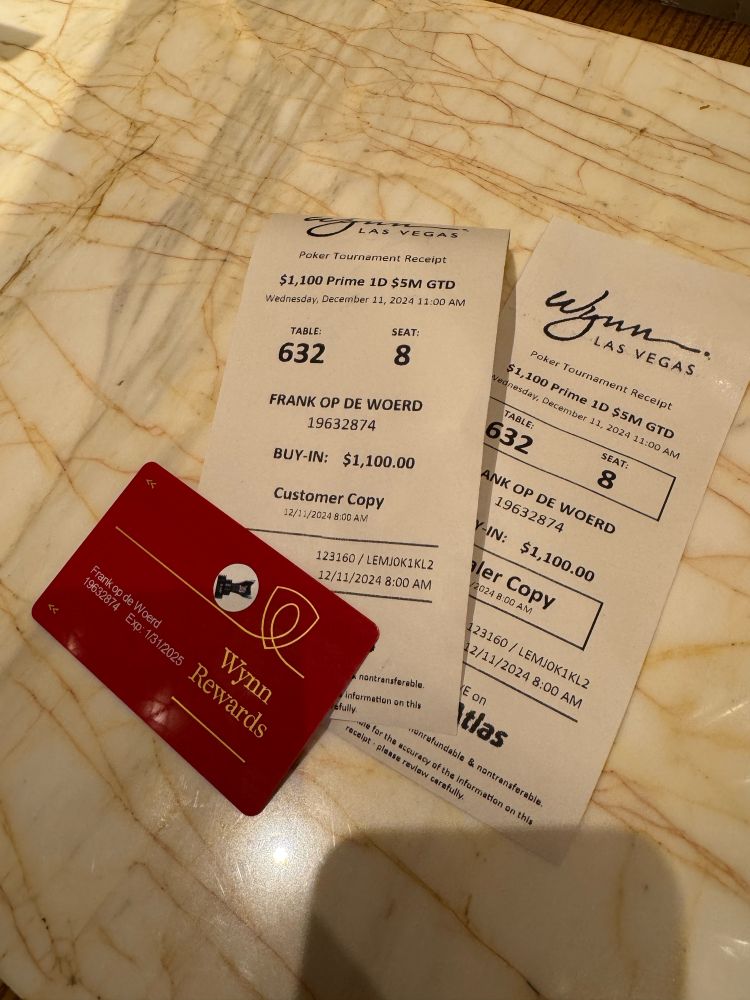 Wynn
LAS VEGAS
Poker Tournament Receipt
$1,100 Prime 1D $5M GTD
Wednesday, December 11, 2024 11:00 AM
TABLE: SEAT:
632 8
FRANK OP DE WOERD
19632874
BUY-IN: $1,100.00
Customer Copy
12/11/2024 8:00 AM
123160 / LEMJ0K1KL2
12/11/2024 8:00 AM
& nontransferable.
information on this
Wynn
LAS VEGAS
Poker Tournament Receipt
$1,100 Prime 1D $5M GTD
Wednesday, December 11, 2024 11:00 AM
TABLE: SEAT:
632 8
ANK OP DE WOERD
19632874
Y-IN: $1,100.00
ler Copy
2024 8:00 AM
123160 / LEMJ0K1KL2
12/11/2024 8:00 AM
E on
Atlas
nonrefundable & nontransferable.
for the accuracy of the information on this
receipt - please review carefully.
Frank op de Woerd
19632874 Exp: 1/31/2025
Wynn
Rewards